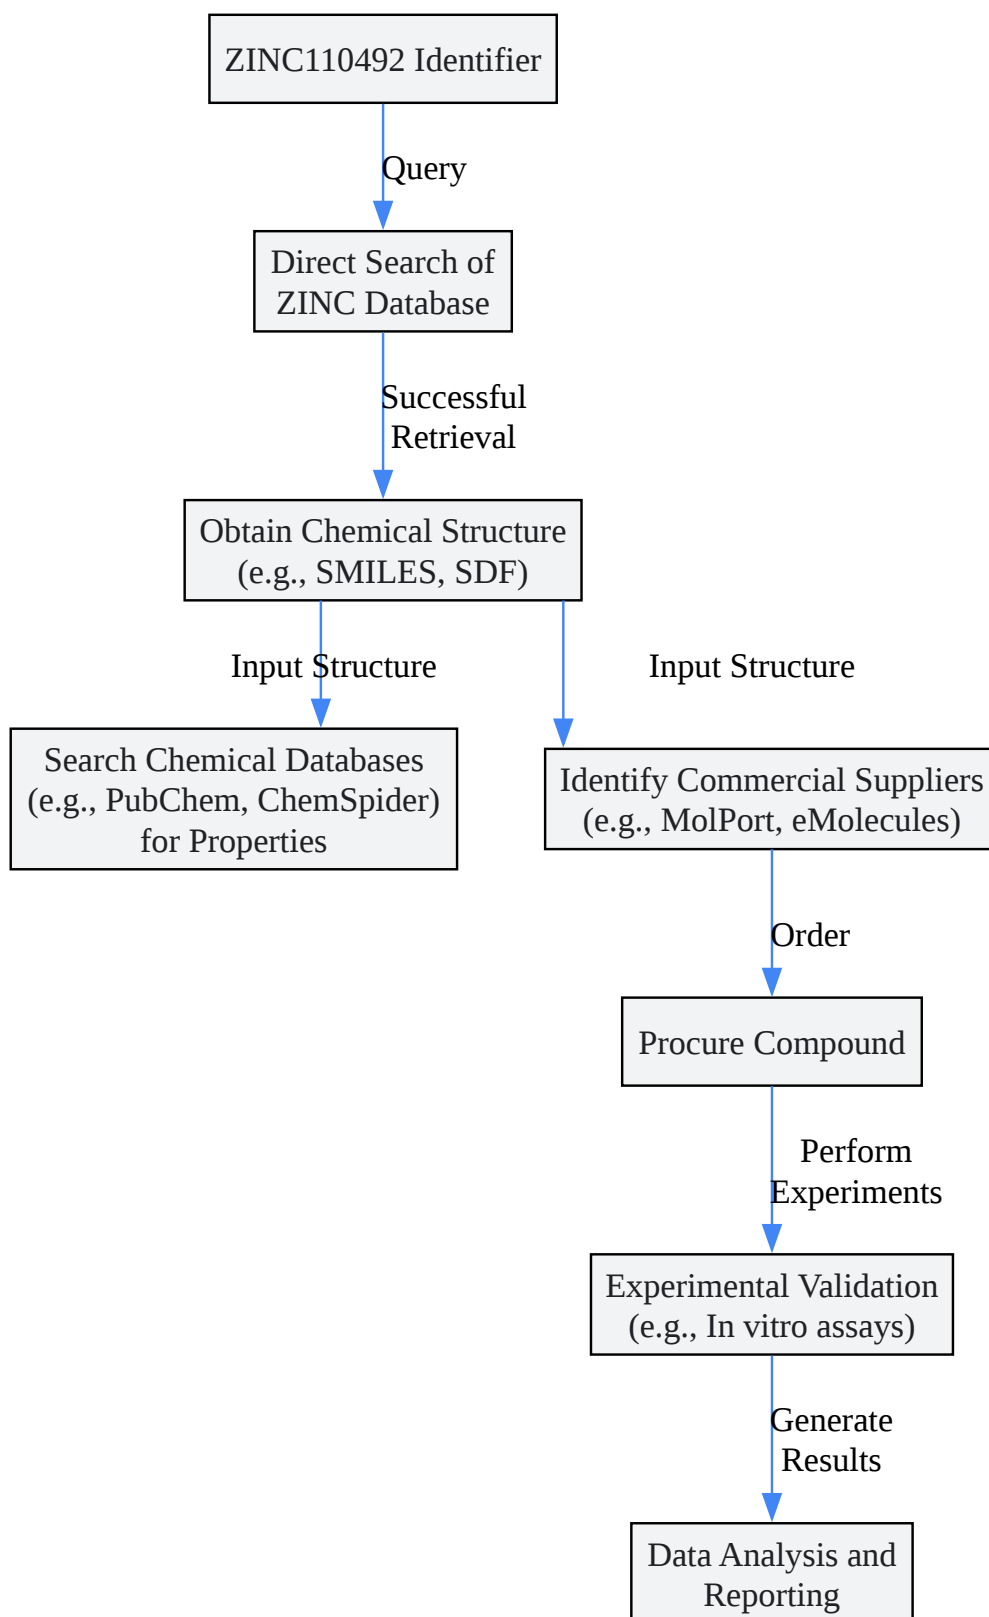 ZINC110492 Identifier
Query
Direct Search of
ZINC Database
Successful
Retrieval
Obtain Chemical Structure
(e.g., SMILES, SDF)
Input Structure
Input Structure
Search Chemical Databases
(e.g., PubChem, ChemSpider)
for Properties
Identify Commercial Suppliers
(e.g., MolPort, eMolecules)
Order
Procure Compound
Perform
Experiments
Experimental Validation
(e.g., In vitro assays)
Generate
Results
Data Analysis and
Reporting